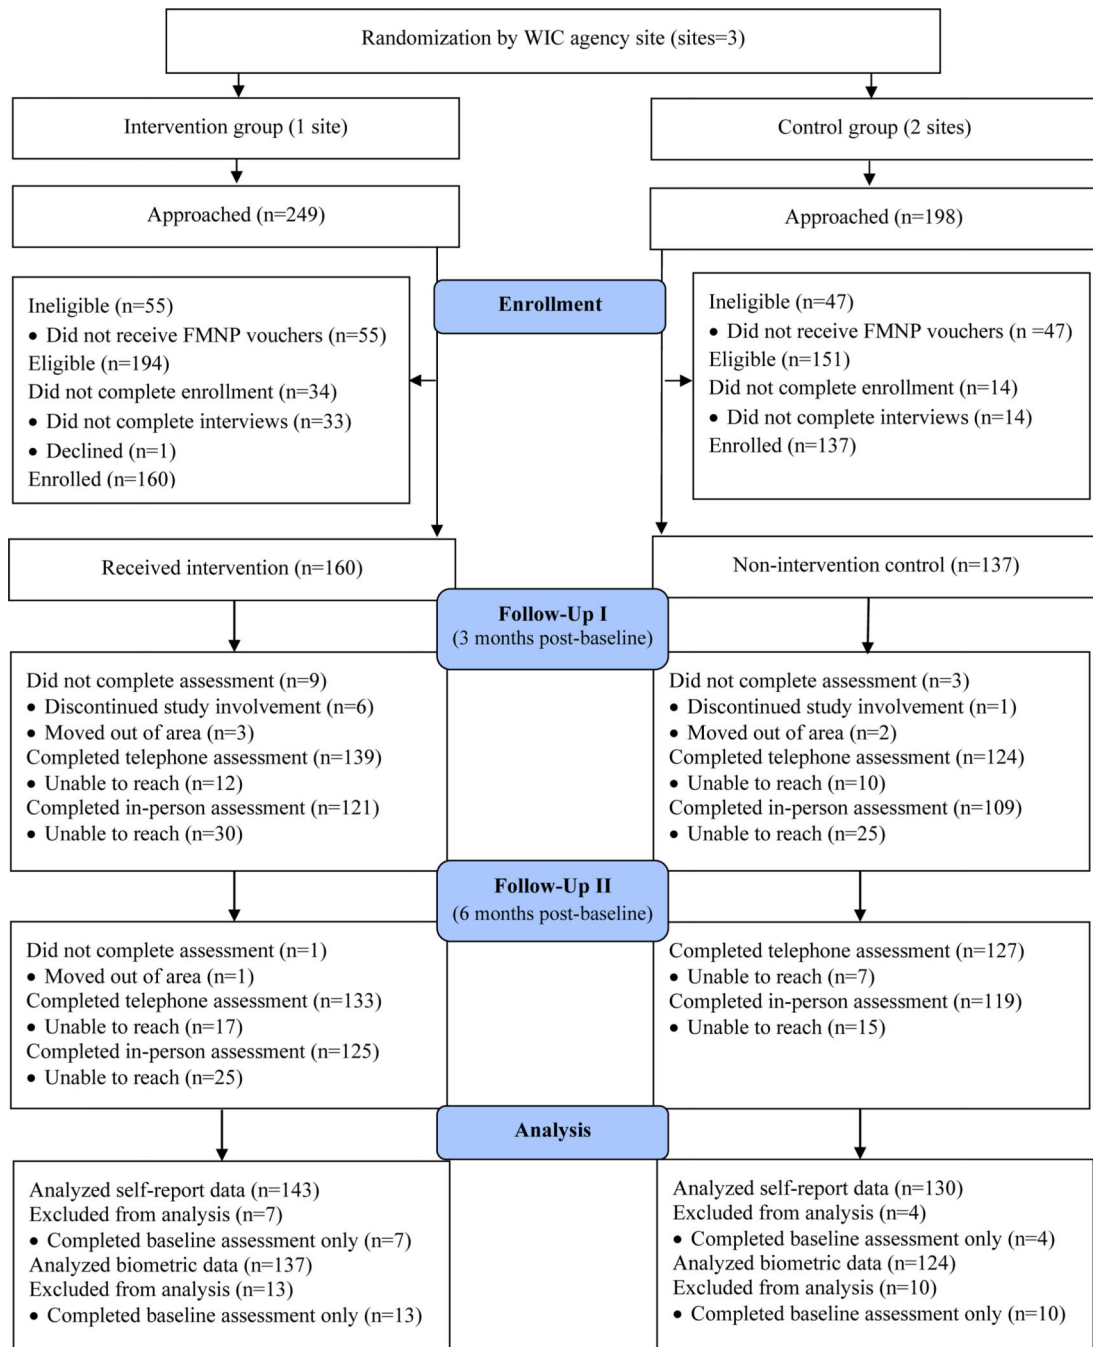 Randomization by WIC agency site (sites=3)
Intervention group (1 site)
Control group (2 sites)
Approached (n=249)
Approached (n=198)
Enrollment
Ineligible (n=55)
• Did not receive FMNP vouchers (n=55)
Eligible (n=194)
Did not complete enrollment (n=34)
• Did not complete interviews (n=33)
• Declined (n=1)
Enrolled (n=160)
Ineligible (n=47)
• Did not receive FMNP vouchers (n =47)
Eligible (n=151)
Did not complete enrollment (n=14)
• Did not complete interviews (n=14)
Enrolled (n=137)
Received intervention (n=160)
Non-intervention control (n=137)
Follow-Up I
(3 months post-baseline)
Did not complete assessment (n=9)
• Discontinued study involvement (n=6)
• Moved out of area (n=3)
Completed telephone assessment (n=139)
• Unable to reach (n=12)
Completed in-person assessment (n=121)
• Unable to reach (n=30)
Did not complete assessment (n=3)
• Discontinued study involvement (n=1)
• Moved out of area (n=2)
Completed telephone assessment (n=124)
• Unable to reach (n=10)
Completed in-person assessment (n=109)
• Unable to reach (n=25)
Follow-Up II
(6 months post-baseline)
Did not complete assessment (n=1)
• Moved out of area (n=1)
Completed telephone assessment (n=133)
• Unable to reach (n=17)
Completed in-person assessment (n=125)
• Unable to reach (n=25)
Completed telephone assessment (n=127)
• Unable to reach (n=7)
Completed in-person assessment (n=119)
• Unable to reach (n=15)
Analysis
Analyzed self-report data (n=143)
Excluded from analysis (n=7)
• Completed baseline assessment only (n=7)
Analyzed biometric data (n=137)
Excluded from analysis (n=13)
• Completed baseline assessment only (n=13)
Analyzed self-report data (n=130)
Excluded from analysis (n=4)
• Completed baseline assessment only (n=4)
Analyzed biometric data (n=124)
Excluded from analysis (n=10)
• Completed baseline assessment only (n=10)